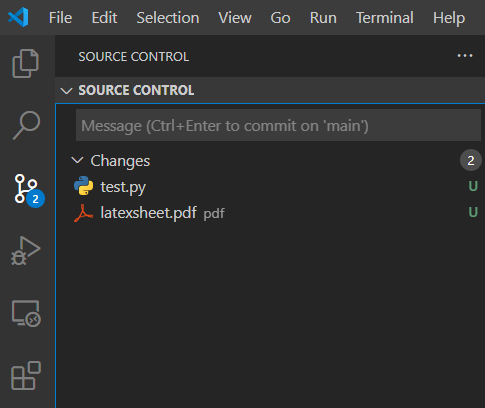 File Edit Selection View Go Run Terminal Help
SOURCE CONTROL ···
SOURCE CONTROL
Message (Ctrl+Enter to commit on 'main')
Changes 2
test.py U
2
latexsheet.pdf pdf U